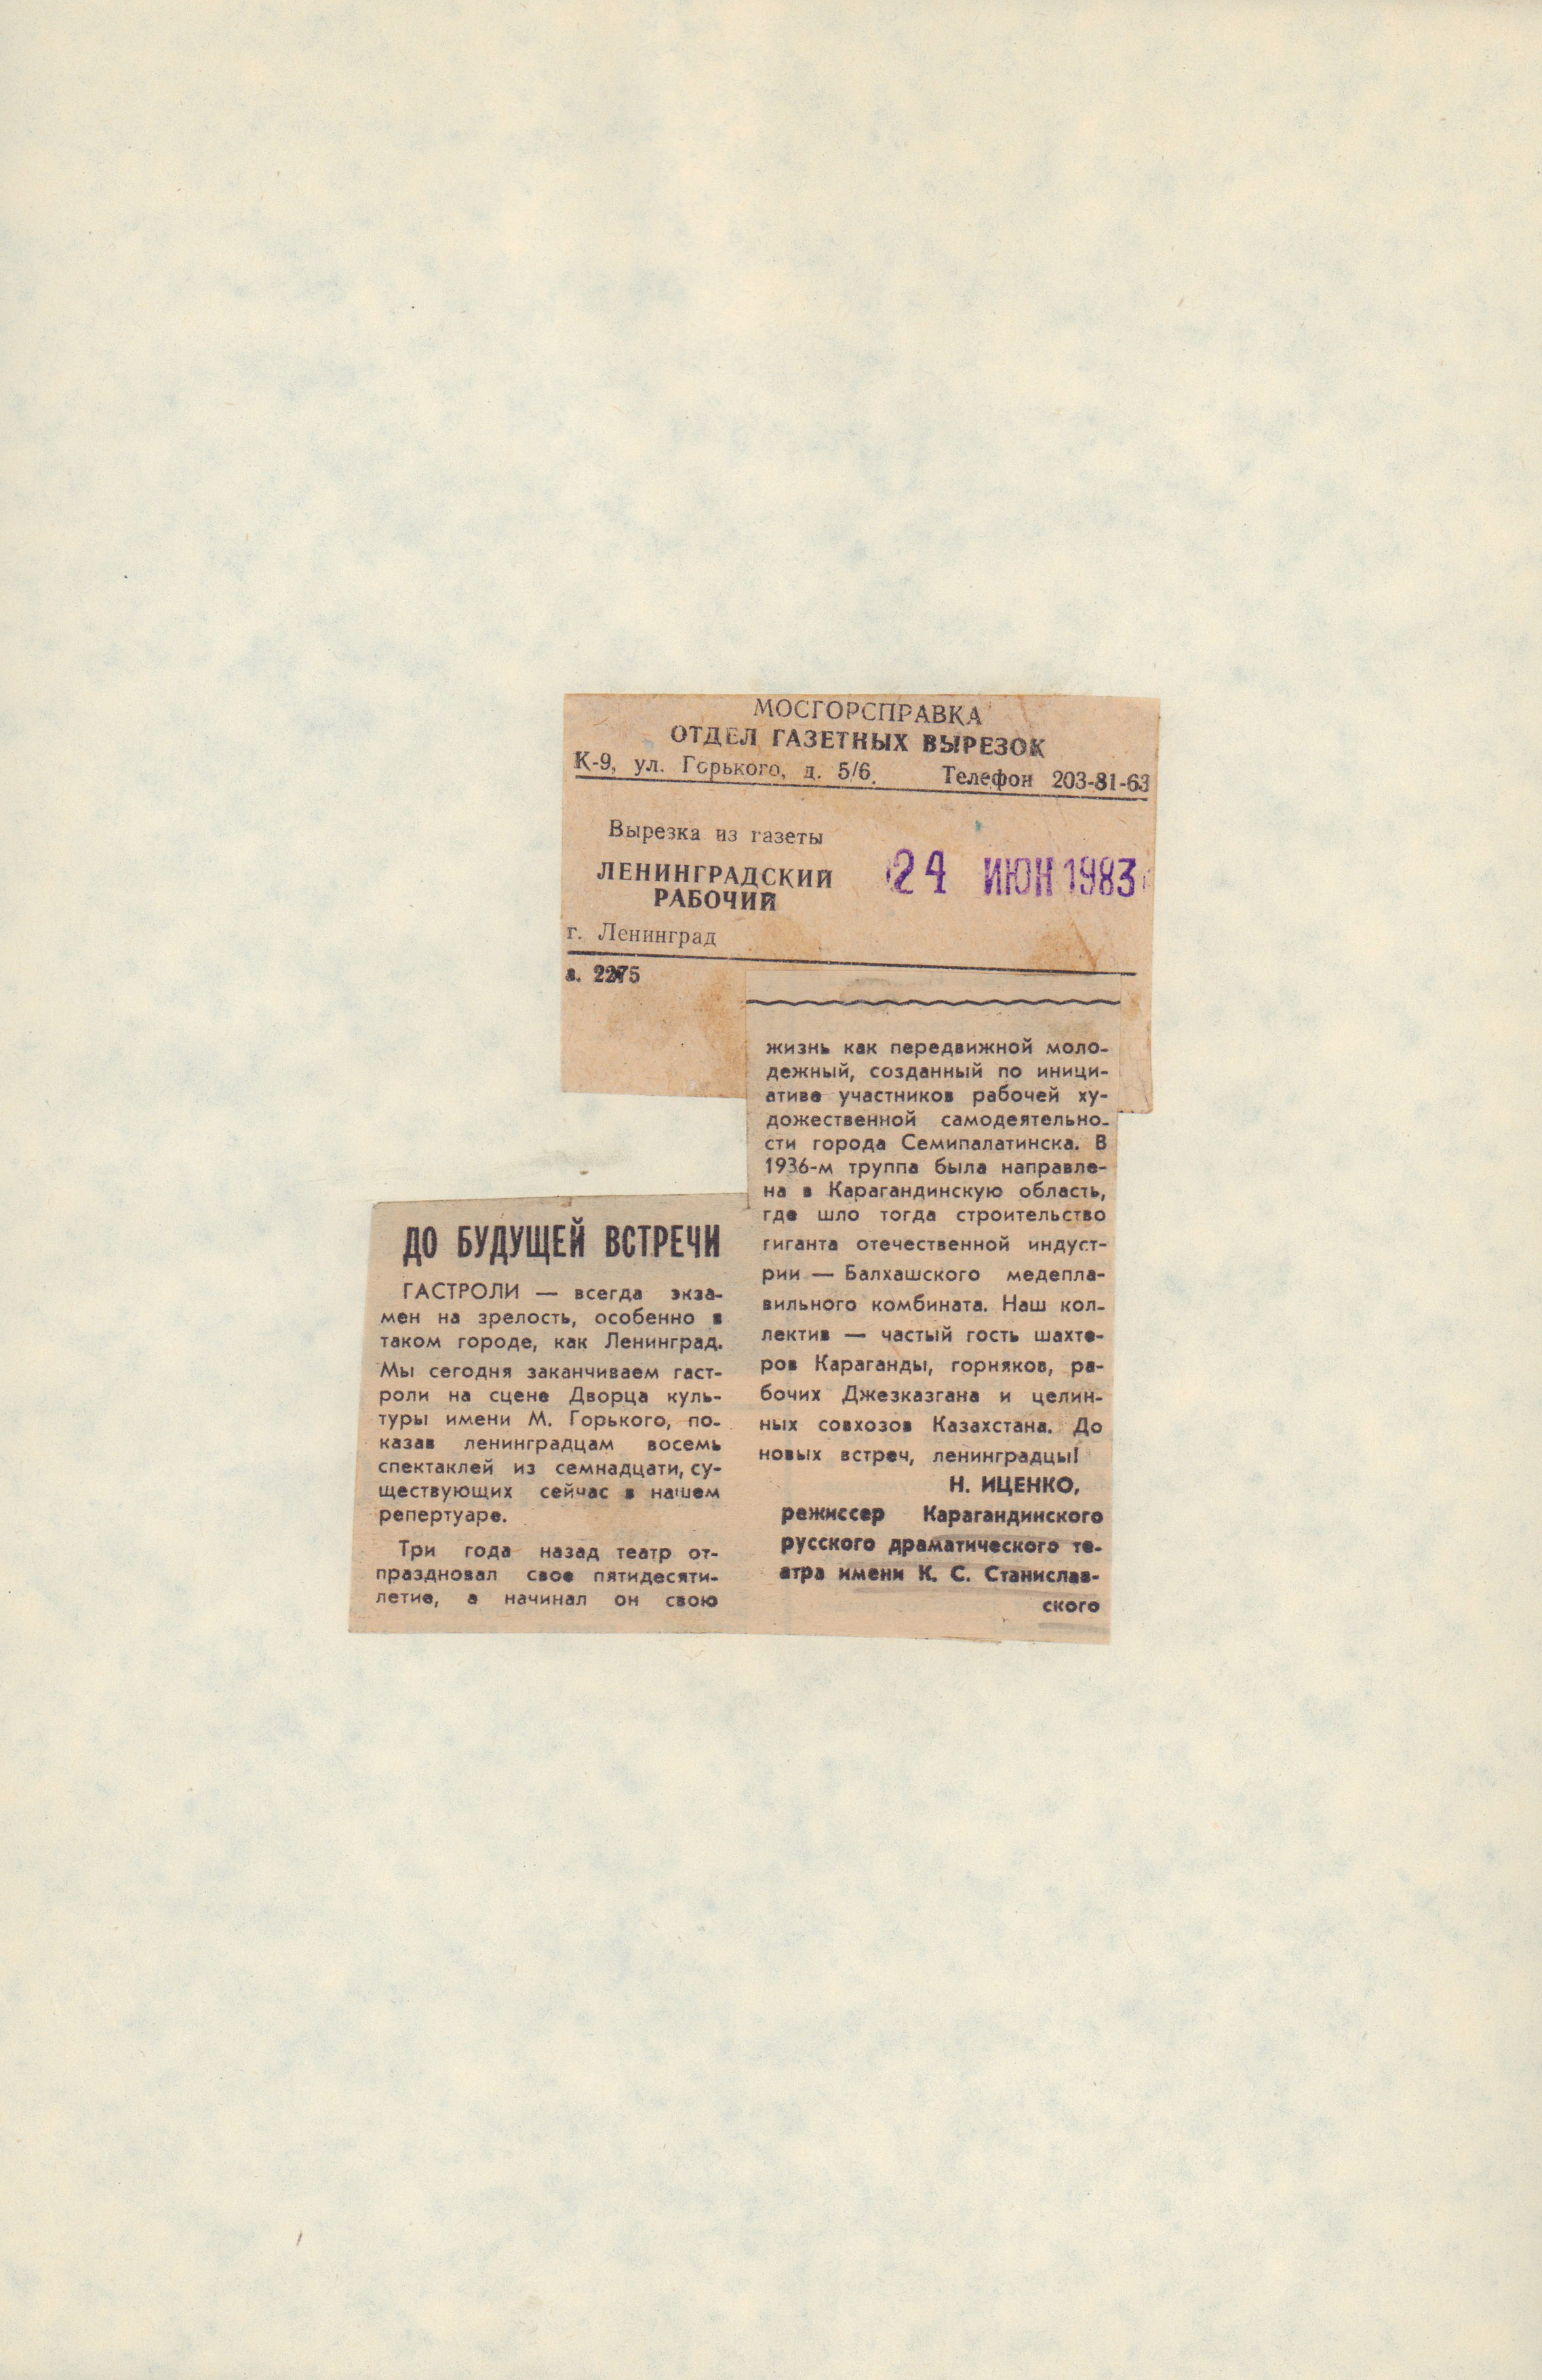 МОСГОРСПРАВКА
ОТДЕЛ ГАЗЕТНЫХ ВЫРЕЗОК
К-9, ул. Горького, д. 5/6. Телефон 203-81-63
Вырезка из газеты
ЛЕНИНГРАДСКИЙ
РАБОЧИЙ
24 ИЮН 1983
г. Ленинград
з. 2275
ДО БУДУЩЕЙ ВСТРЕЧИ
ГАСТРОЛИ — всегда экза-
мен на зрелость, особенно в
таком городе, как Ленинград.
Мы сегодня заканчиваем гаст-
роли на сцене Дворца куль-
туры имени М. Горького, по-
казав ленинградцам восемь
спектаклей из семнадцати, су-
ществующих сейчас в нашем
репертуаре.
Три года назад театр от-
праздновал свое пятидесяти-
летие, а начинал он свою
жизнь как передвижной моло-
дежный, созданный по иници-
ативе участников рабочей ху-
дожественной самодеятельно-
сти города Семипалатинска. В
1936-м труппа была направле-
на в Карагандинскую область,
где шло тогда строительство
гиганта отечественной индуст-
рии — Балхашского медепла-
вильного комбината. Наш кол-
лектив — частый гость шахте-
ров Караганды, горняков, ра-
бочих Джезказгана и целин-
ных совхозов Казахстана. До
новых встреч, ленинградцы!
Н. ИЦЕНКО,
режиссер Карагандинского
русского драматического те-
атра имени К. С. Станислав-
ского